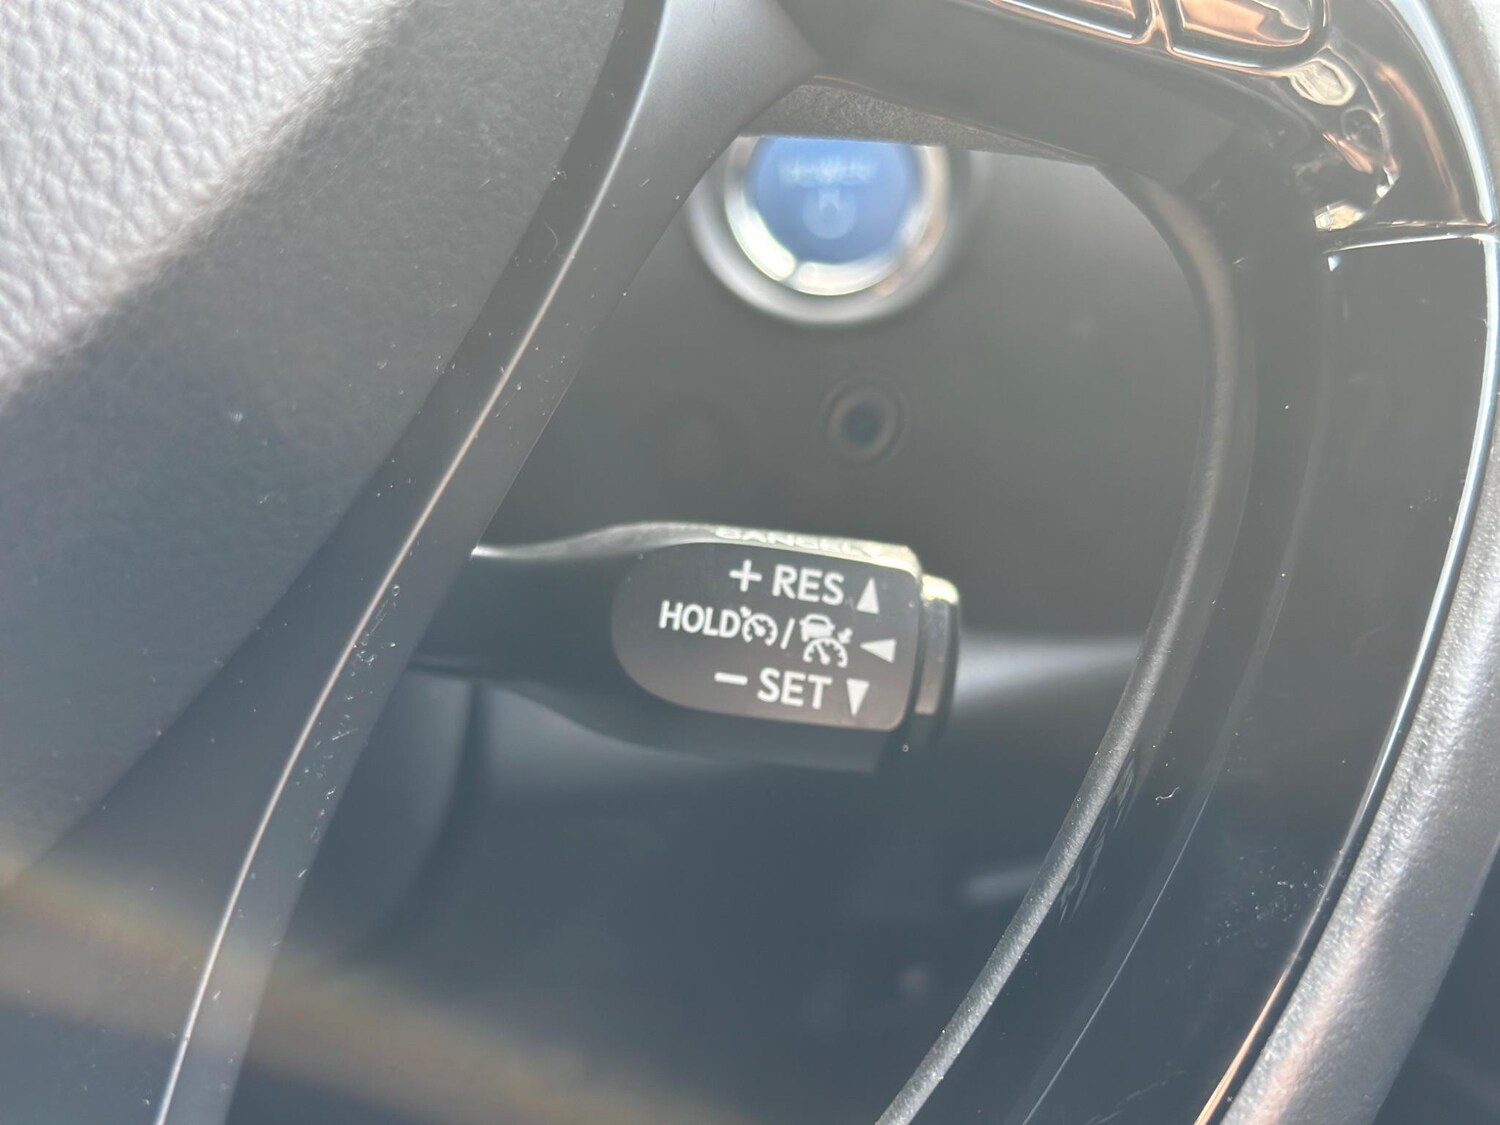 CANCEL
+ RES ▲
HOLD / ◀
− SET ▼